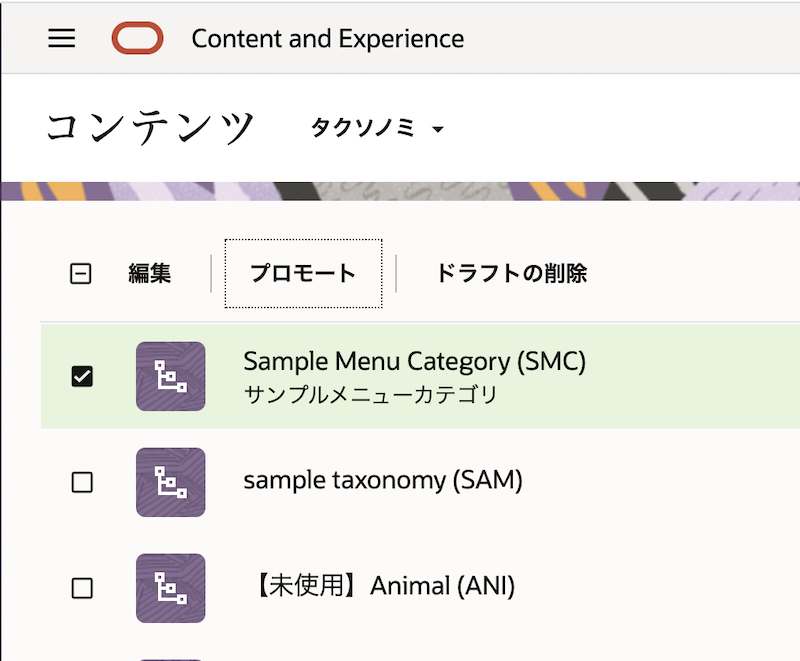 Content and Experience
コンテンツ タクソノミ
編集 プロモート ドラフトの削除
Sample Menu Category (SMC)
サンプルメニューカテゴリ
sample taxonomy (SAM)
【未使用】Animal (ANI)